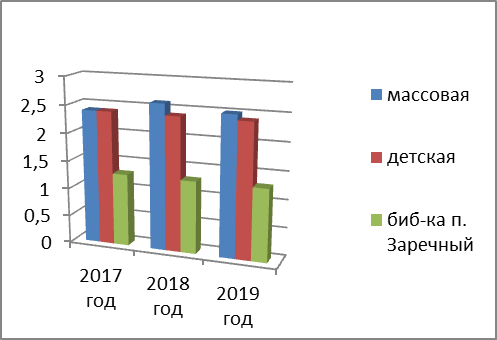 3
2,5
2
1,5
1
0,5
0
2017
год
2018
год
2019
год
массовая
детская
биб-ка п.
Заречный